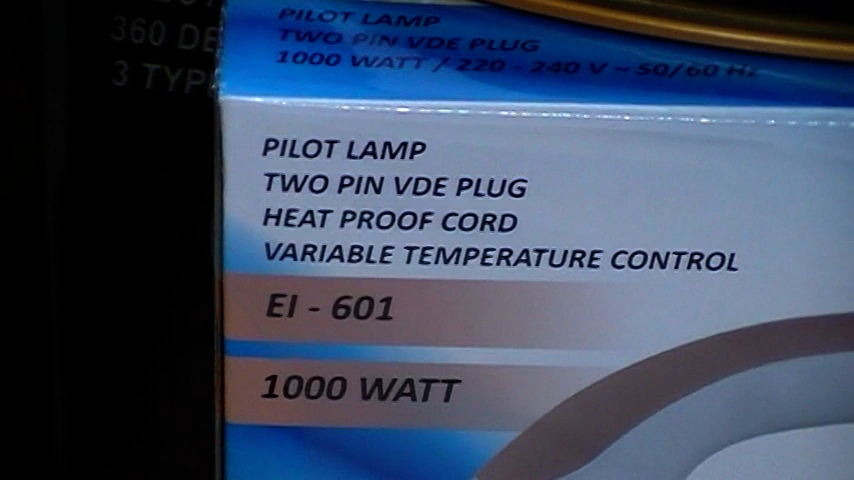 360 DE
3 TYP
PILOT LAMP
TWO PIN VDE PLUG
1000 WATT / 220 - 240 V ~ 50/60 Hz
PILOT LAMP
TWO PIN VDE PLUG
HEAT PROOF CORD
VARIABLE TEMPERATURE CONTROL
EI - 601
1000 WATT